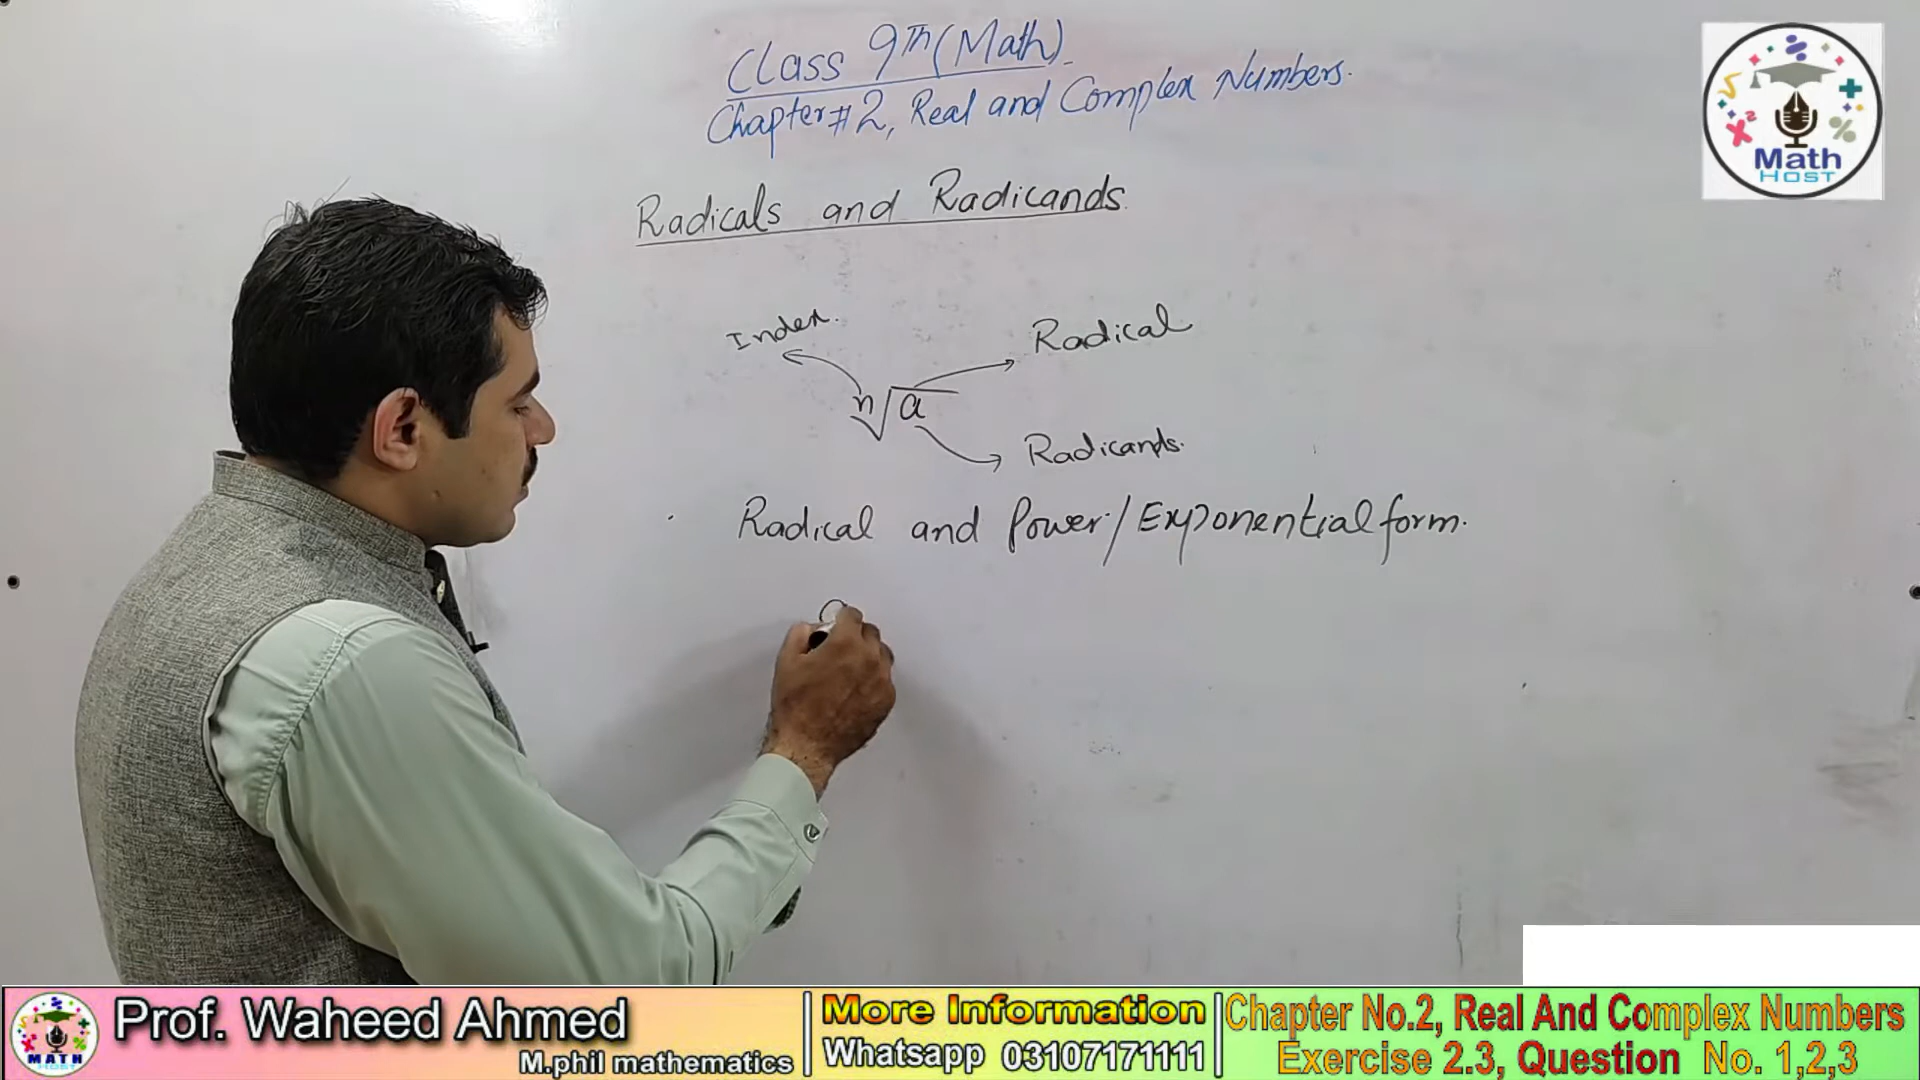 Class 9Th (Math)
Chapter # 2, Real and Complex Numbers.
Math
HOST
Radicals and Radicands.
Index.
Radical
n√a
Radicands.
Radical and Power/Exponential form.
MATH
HOST
Prof. Waheed Ahmed
M.phil mathematics
More Information
Whatsapp 03107171111
Chapter No.2, Real And Complex Numbers
Exercise 2.3, Question No. 1,2,3